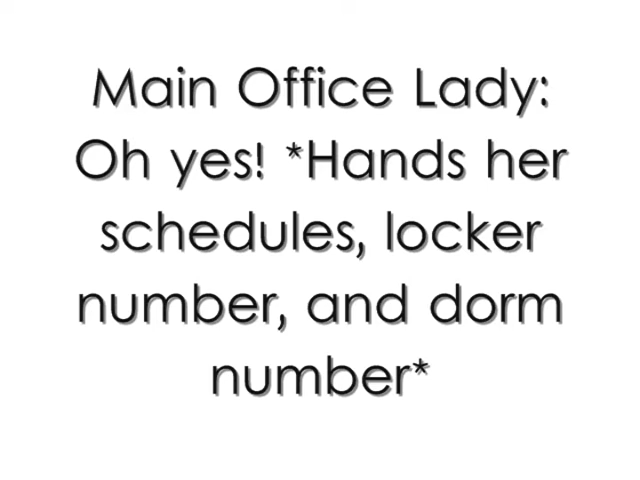 Main Office Lady:
Oh yes! *Hands her
schedules, locker
number, and dorm
number*